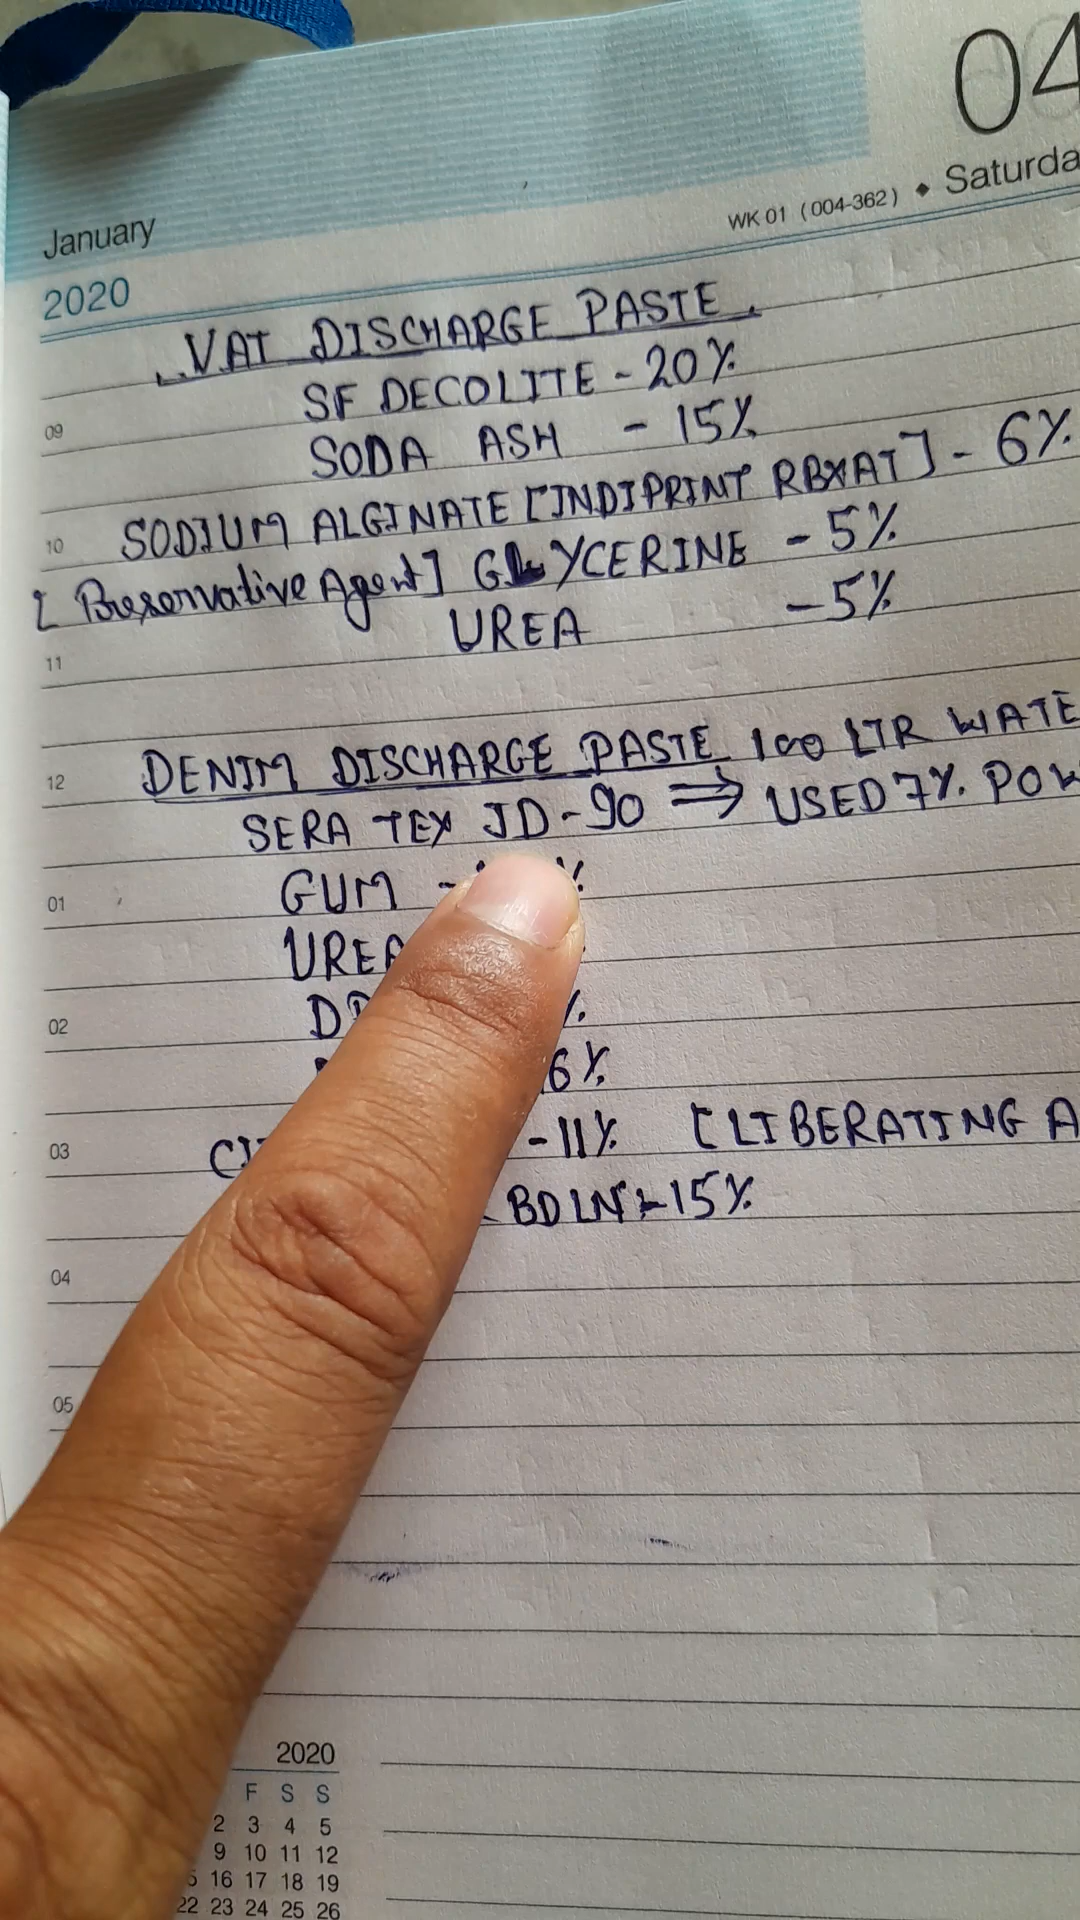 04
January
WK 01 (004-362) • Saturda
2020
VAT DISCHARGE PASTE
09 SF DECOLITE - 20%
SODA ASH - 15%
10 SODIUM ALGINATE [INDIPRINT RBXAT] - 6%
[Preservative Agent] GLYCERINE - 5%
11 UREA - 5%
12 DENIM DISCHARGE PASTE 100 LTR WATE
SERA TEX JD-90 ⇒ USED 7% POW
01 GUM -
UREA
02
6%
03 -11% [LIBERATING A
BDLN - 15%
04
05
2020
F S S
2 3 4 5
9 10 11 12
16 17 18 19
22 23 24 25 26